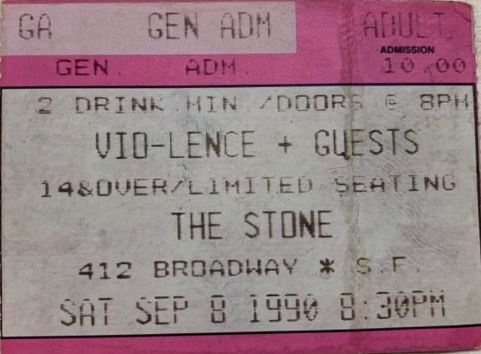 GA GEN ADM ADULT
ADMISSION
GEN. ADM. 10.00
2 DRINK MIN /DOORS @ 8PM
VIO-LENCE + GUESTS
14&OVER/LIMITED SEATING
THE STONE
412 BROADWAY * S.F.
SAT SEP 8 1990 8:30PM